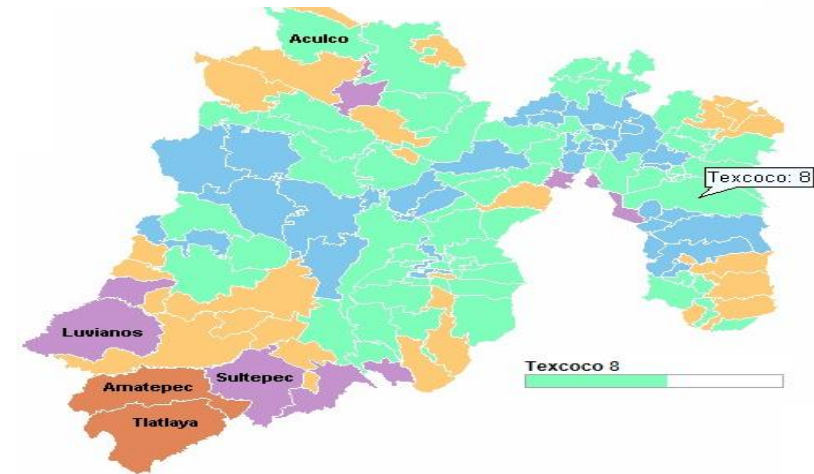 Aculco
Texcoco: 8
Luvianos
Texcoco 8
Sultepec
Amatepec
Tlatlaya